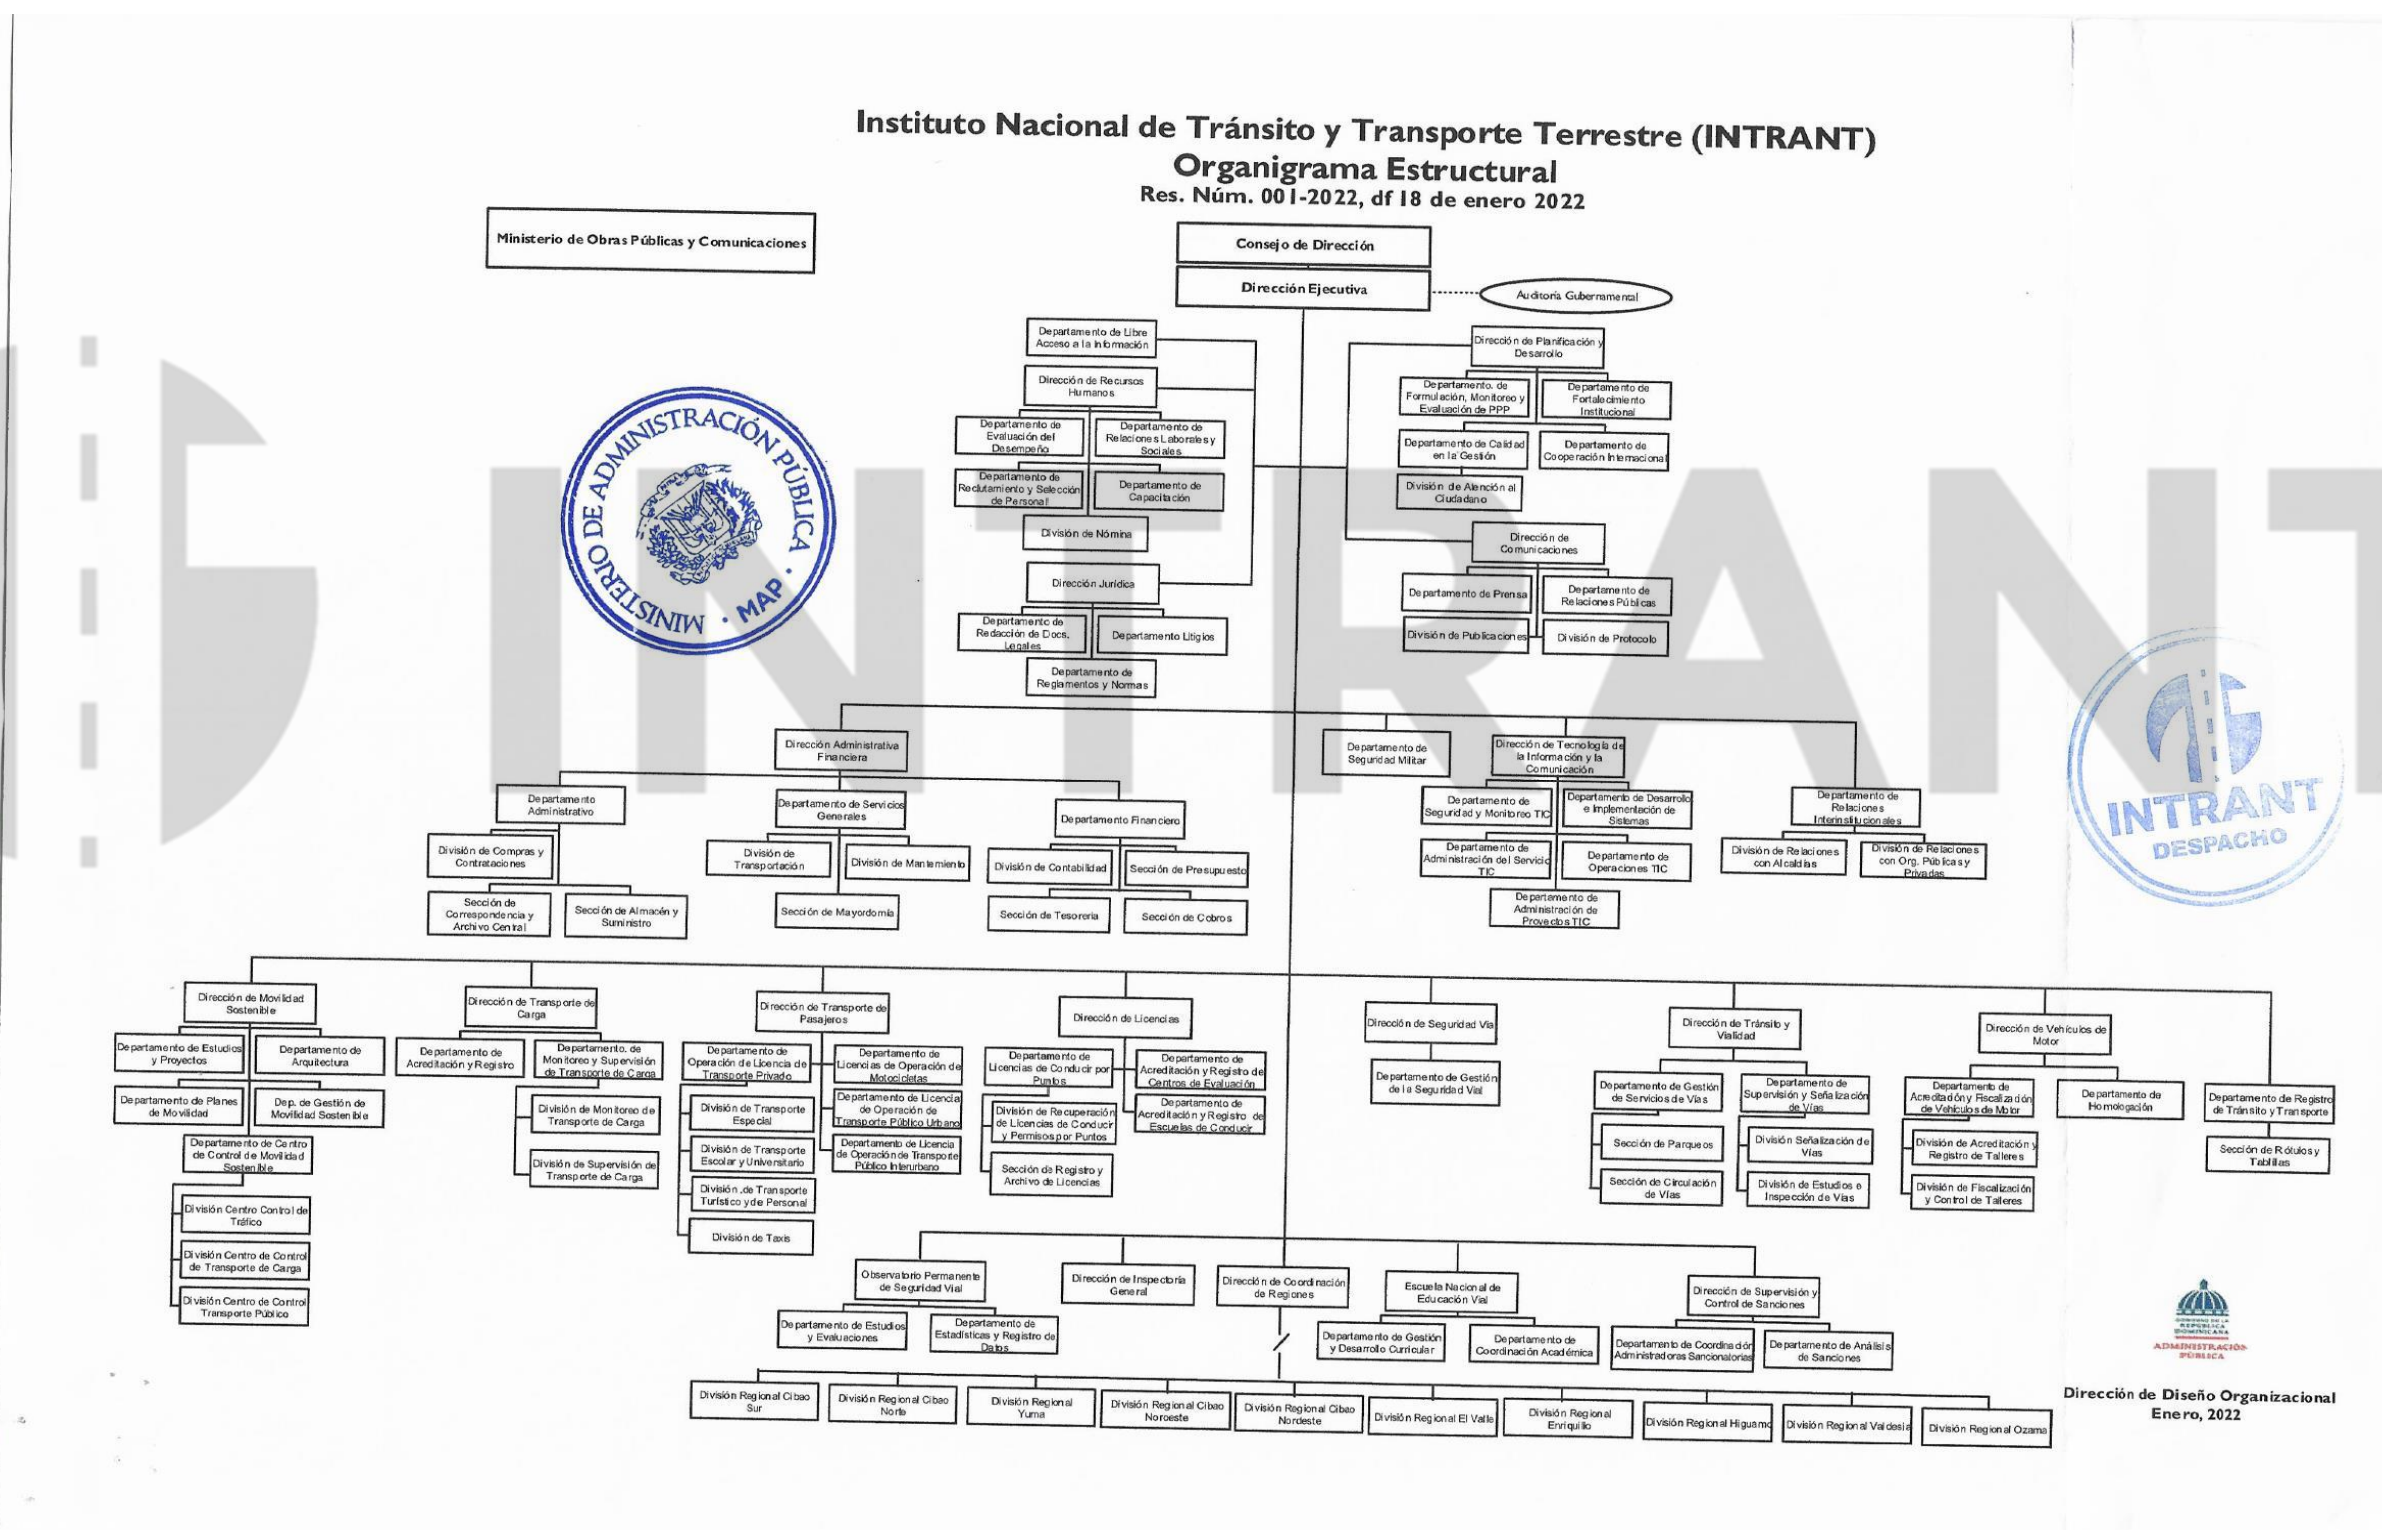 Instituto Nacional de Tránsito y Transporte Terrestre (INTRANT)
Organigrama Estructural
Res. Núm. 001-2022, df 18 de enero 2022
Ministerio de Obras Públicas y Comunicaciones
Consejo de Dirección
Dirección Ejecutiva
Auditoría Gubernamental
Departamento de Libre
Acceso a la Información
Dirección de Recursos
Humanos
Departamento de
Evaluación del
Desempeño
Departamento de
Relaciones Laborales y
Sociales
Departamento de
Reclutamiento y Selección
de Personal
Departamento de
Capacitación
División de Nómina
Dirección Jurídica
Departamento de
Redacción de Docs.
Legales
Departamento Litigios
Departamento de
Reglamentos y Normas
Dirección de Planificación y
Desarrollo
Departamento. de
Formulación, Monitoreo y
Evaluación de PPP
Departamento de
Fortalecimiento
Institucional
Departamento de Calidad
en la Gestión
Departamento de
Cooperación Internacional
División de Atención al
Ciudadano
Dirección de
Comunicaciones
Departamento de Prensa
Departamento de
Relaciones Públicas
División de Publicaciones
División de Protocolo
MINISTERIO DE ADMINISTRACIÓN PÚBLICA
· MAP ·
INTRANT
Dirección Administrativa
Financiera
Departamento
Administrativo
División de Compras y
Contrataciones
Sección de
Correspondencia y
Archivo Central
Sección de Almacén y
Suministro
Departamento de Servicios
Generales
División de
Transportación
División de Mantemiento
Sección de Mayordomía
Departamento Financiero
División de Contabilidad
Sección de Presupuesto
Sección de Tesorería
Sección de Cobros
Departamento de
Seguridad Militar
Dirección de Tecnología de
la Información y la
Comunicación
Departamento de
Seguridad y Monitoreo TIC
Departamento de Desarrollo
e Implementación de
Sistemas
Departamento de
Administración del Servicio
TIC
Departamento de
Operaciones TIC
Departamento de
Administración de
Proyectos TIC
Departamento de
Relaciones
Interinstitucionales
División de Relaciones
con Alcaldías
División de Relaciones
con Org. Públicas y
Privadas
INTRANT
DESPACHO
Dirección de Movilidad
Sostenible
Departamento de Estudios
y Proyectos
Departamento de
Arquitectura
Departamento de Planes
de Movilidad
Dep. de Gestión de
Movilidad Sostenible
Departamento de Centro
de Control de Movilidad
Sostenible
División Centro Control de
Tráfico
División Centro de Control
de Transporte de Carga
División Centro de Control
Transporte Público
Dirección de Transporte de
Carga
Departamento de
Acreditación y Registro
Departamento. de
Monitoreo y Supervisión
de Transporte de Carga
División de Monitoreo de
Transporte de Carga
División de Supervisión de
Transporte de Carga
Dirección de Transporte de
Pasajeros
Departamento de
Operación de Licencia de
Transporte Privado
División de Transporte
Especial
División de Transporte
Escolar y Universitario
División .de Transporte
Turístico y de Personal
División de Taxis
Departamento de
Licencias de Operación de
Motocicletas
Departamento de Licencia
de Operación de
Transporte Público Urbano
Departamento de Licencia
de Operación de Transporte
Público Interurbano
Dirección de Licencias
Departamento de
Licencias de Conducir por
Puntos
División de Recuperación
de Licencias de Conducir
y Permisos por Puntos
Sección de Registro y
Archivo de Licencias
Departamento de
Acreditación y Registro de
Centros de Evaluación
Departamento de
Acreditación y Registro de
Escuelas de Conducir
Dirección de Seguridad Vial
Departamento de Gestión
de la Seguridad Vial
Dirección de Tránsito y
Vialidad
Departamento de Gestión
de Servicios de Vías
Sección de Parqueos
Sección de Circulación
de Vías
Departamento de
Supervisión y Señalización
de Vías
División Señalización de
Vías
División de Estudios e
Inspección de Vías
Dirección de Vehículos de
Motor
Departamento de
Acreditación y Fiscalización
de Vehículos de Motor
División de Acreditación y
Registro de Talleres
División de Fiscalización
y Control de Talleres
Departamento de
Homologación
Departamento de Registro
de Tránsito y Transporte
Sección de Rótulos y
Tablillas
Observatorio Permanente
de Seguridad Vial
Departamento de Estudios
y Evaluaciones
Departamento de
Estadísticas y Registro de
Datos
Dirección de Inspectoría
General
Dirección de Coordinación
de Regiones
Escuela Nacional de
Educación Vial
Departamento de Gestión
y Desarrollo Curricular
Departamento de
Coordinación Académica
Dirección de Supervisión y
Control de Sanciones
Departamento de Coordinación
Administradoras Sancionatorias
Departamento de Análisis
de Sanciones
División Regional Cibao
Sur
División Regional Cibao
Norte
División Regional
Yuma
División Regional Cibao
Noroeste
División Regional Cibao
Nordeste
División Regional El Valle
División Regional
Enriquillo
División Regional Higuamo
División Regional Valdesia
División Regional Ozama
GOBIERNO DE LA
REPÚBLICA
DOMINICANA
ADMINISTRACIÓN
PÚBLICA
Dirección de Diseño Organizacional
Enero, 2022